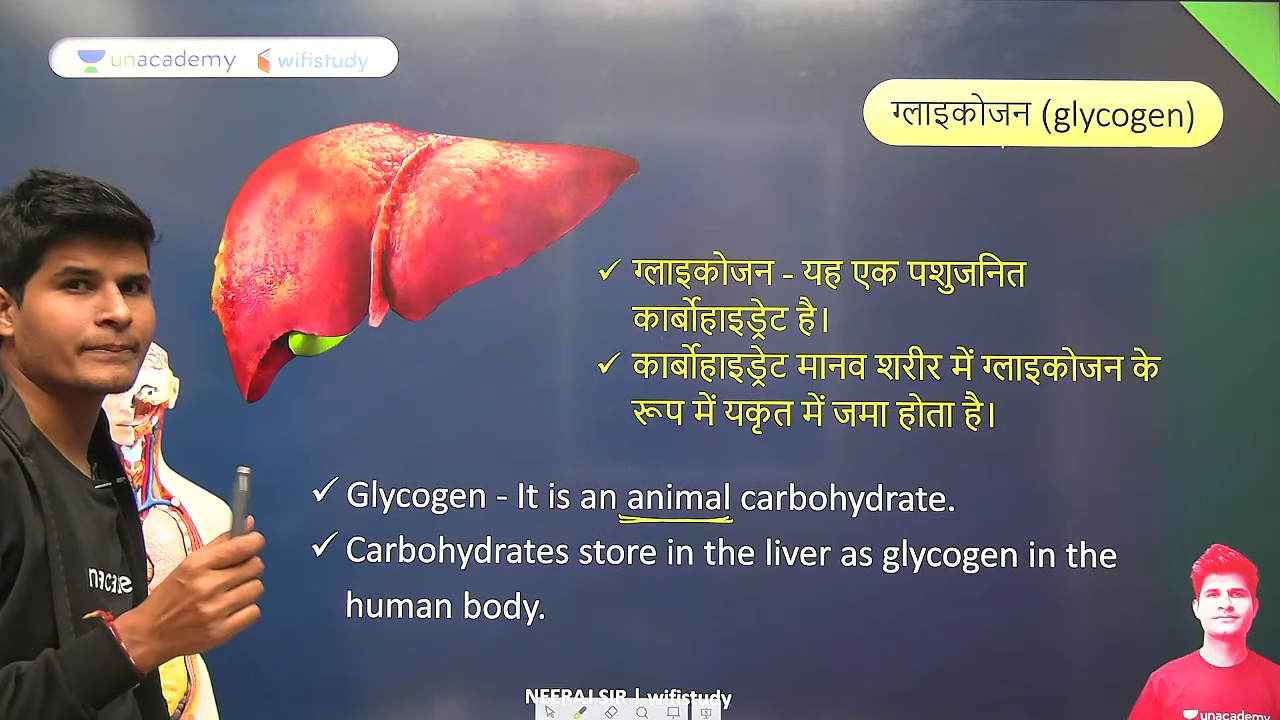 unacademy wifistudy
ग्लाइकोजन (glycogen)
✓ ग्लाइकोजन - यह एक पशुजनित
कार्बोहाइड्रेट है।
✓ कार्बोहाइड्रेट मानव शरीर में ग्लाइकोजन के
रूप में यकृत में जमा होता है।
✓ Glycogen - It is an animal carbohydrate.
✓ Carbohydrates store in the liver as glycogen in the
human body.
NEERAJ SIR | wifistudy
unacademy